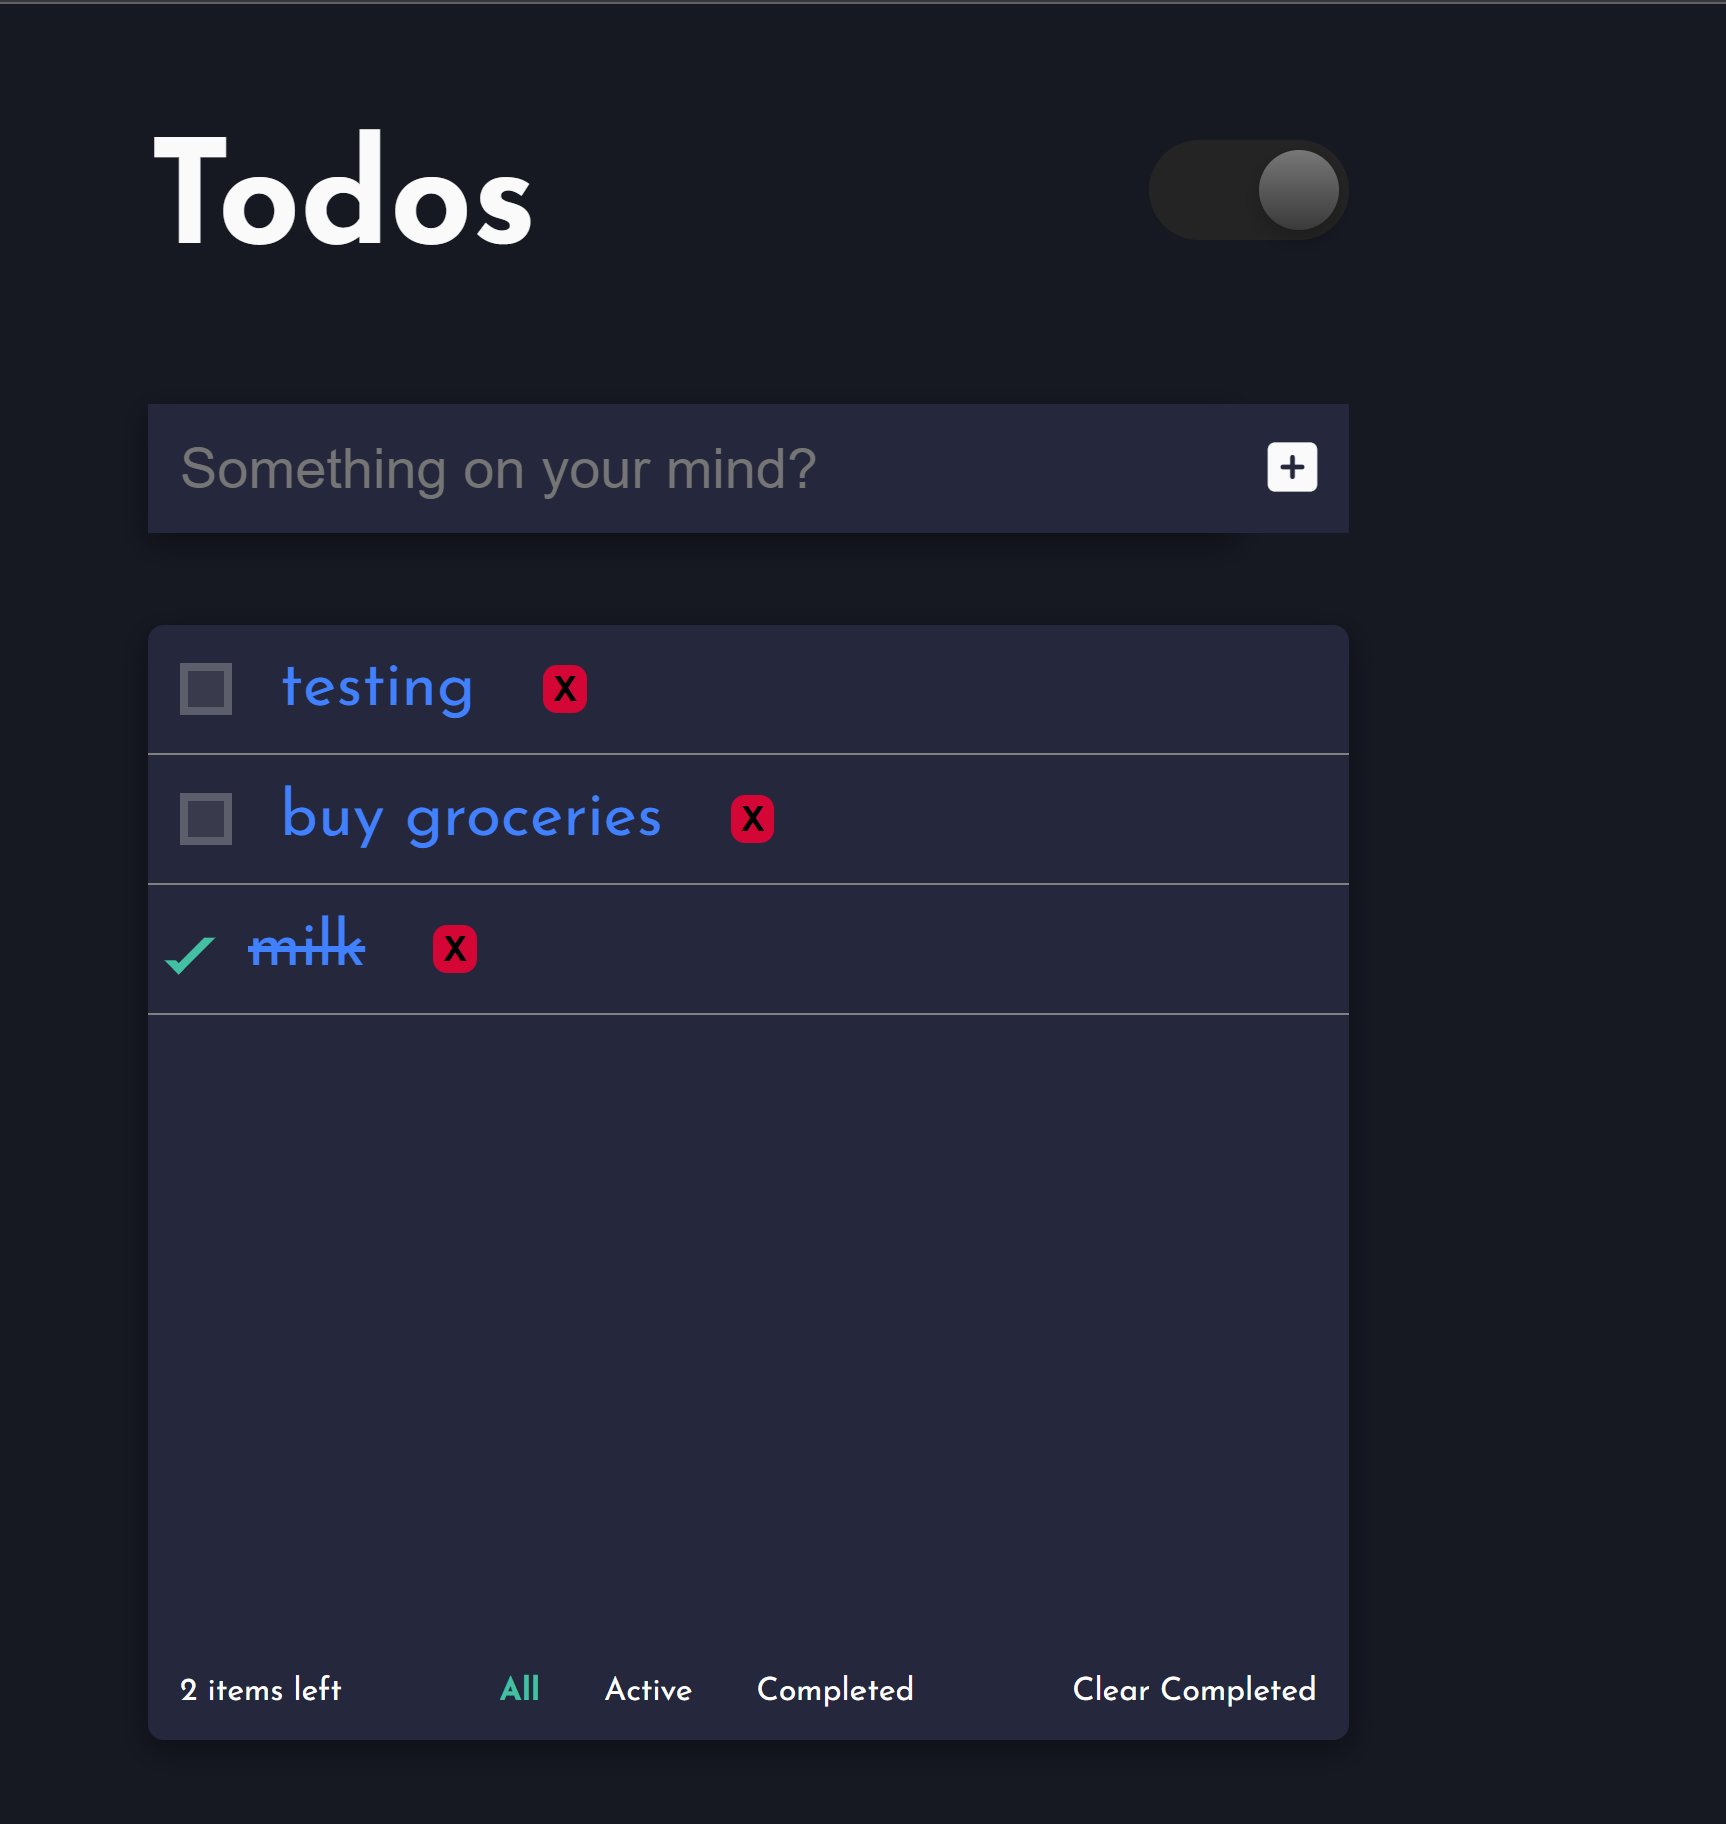 Todos
Something on your mind?
testing X
buy groceries X
milk X
2 items left All Active Completed Clear Completed